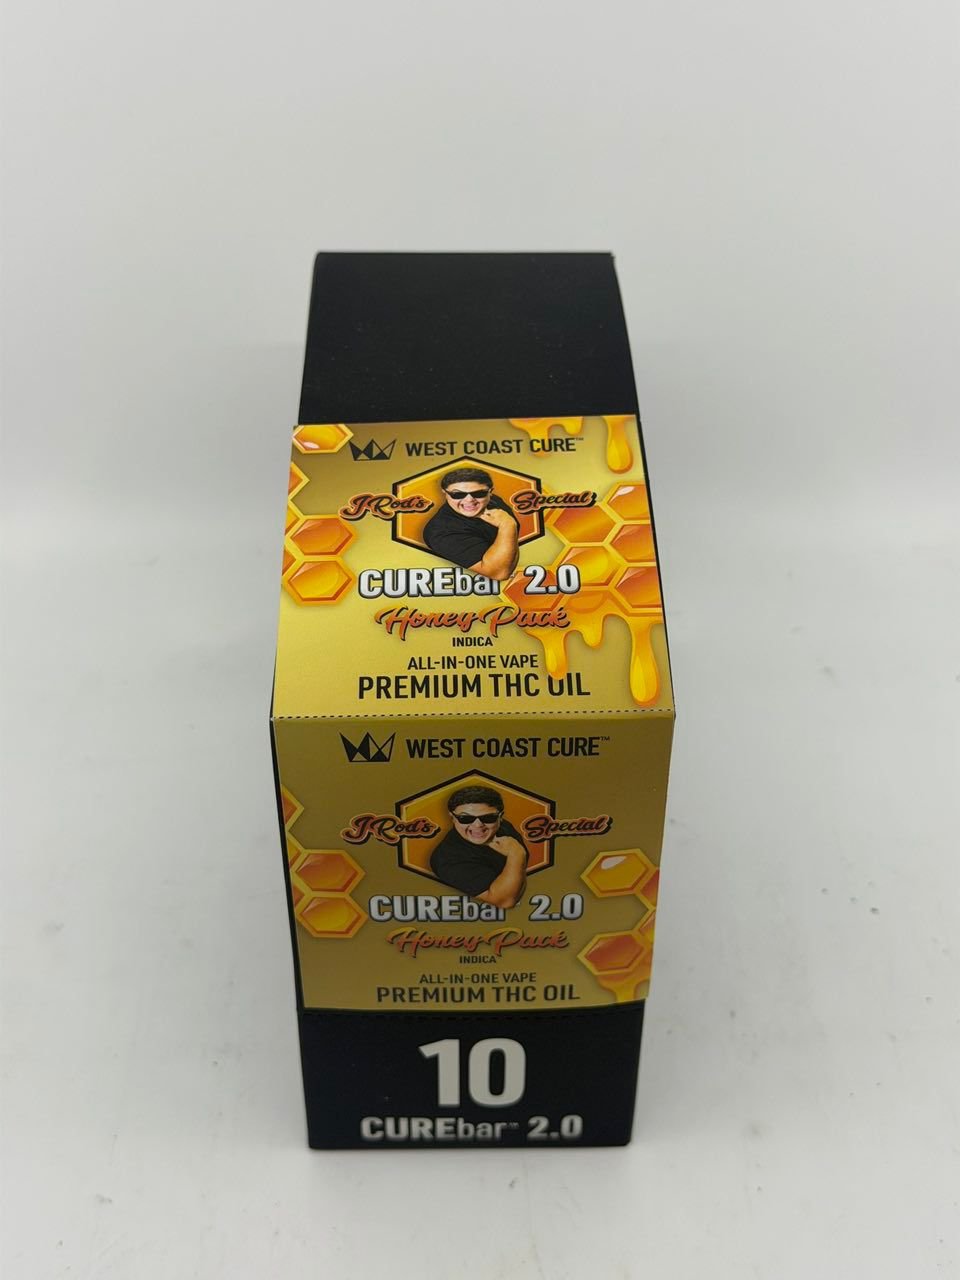 WEST COAST CURE™
J-Rod's Special
CUREbar 2.0
Honey Pack
INDICA
ALL-IN-ONE VAPE
PREMIUM THC OIL
WEST COAST CURE™
J-Rod's Special
CUREbar™ 2.0
Honey Pack
INDICA
ALL-IN-ONE VAPE
PREMIUM THC OIL
10
CUREbar™ 2.0